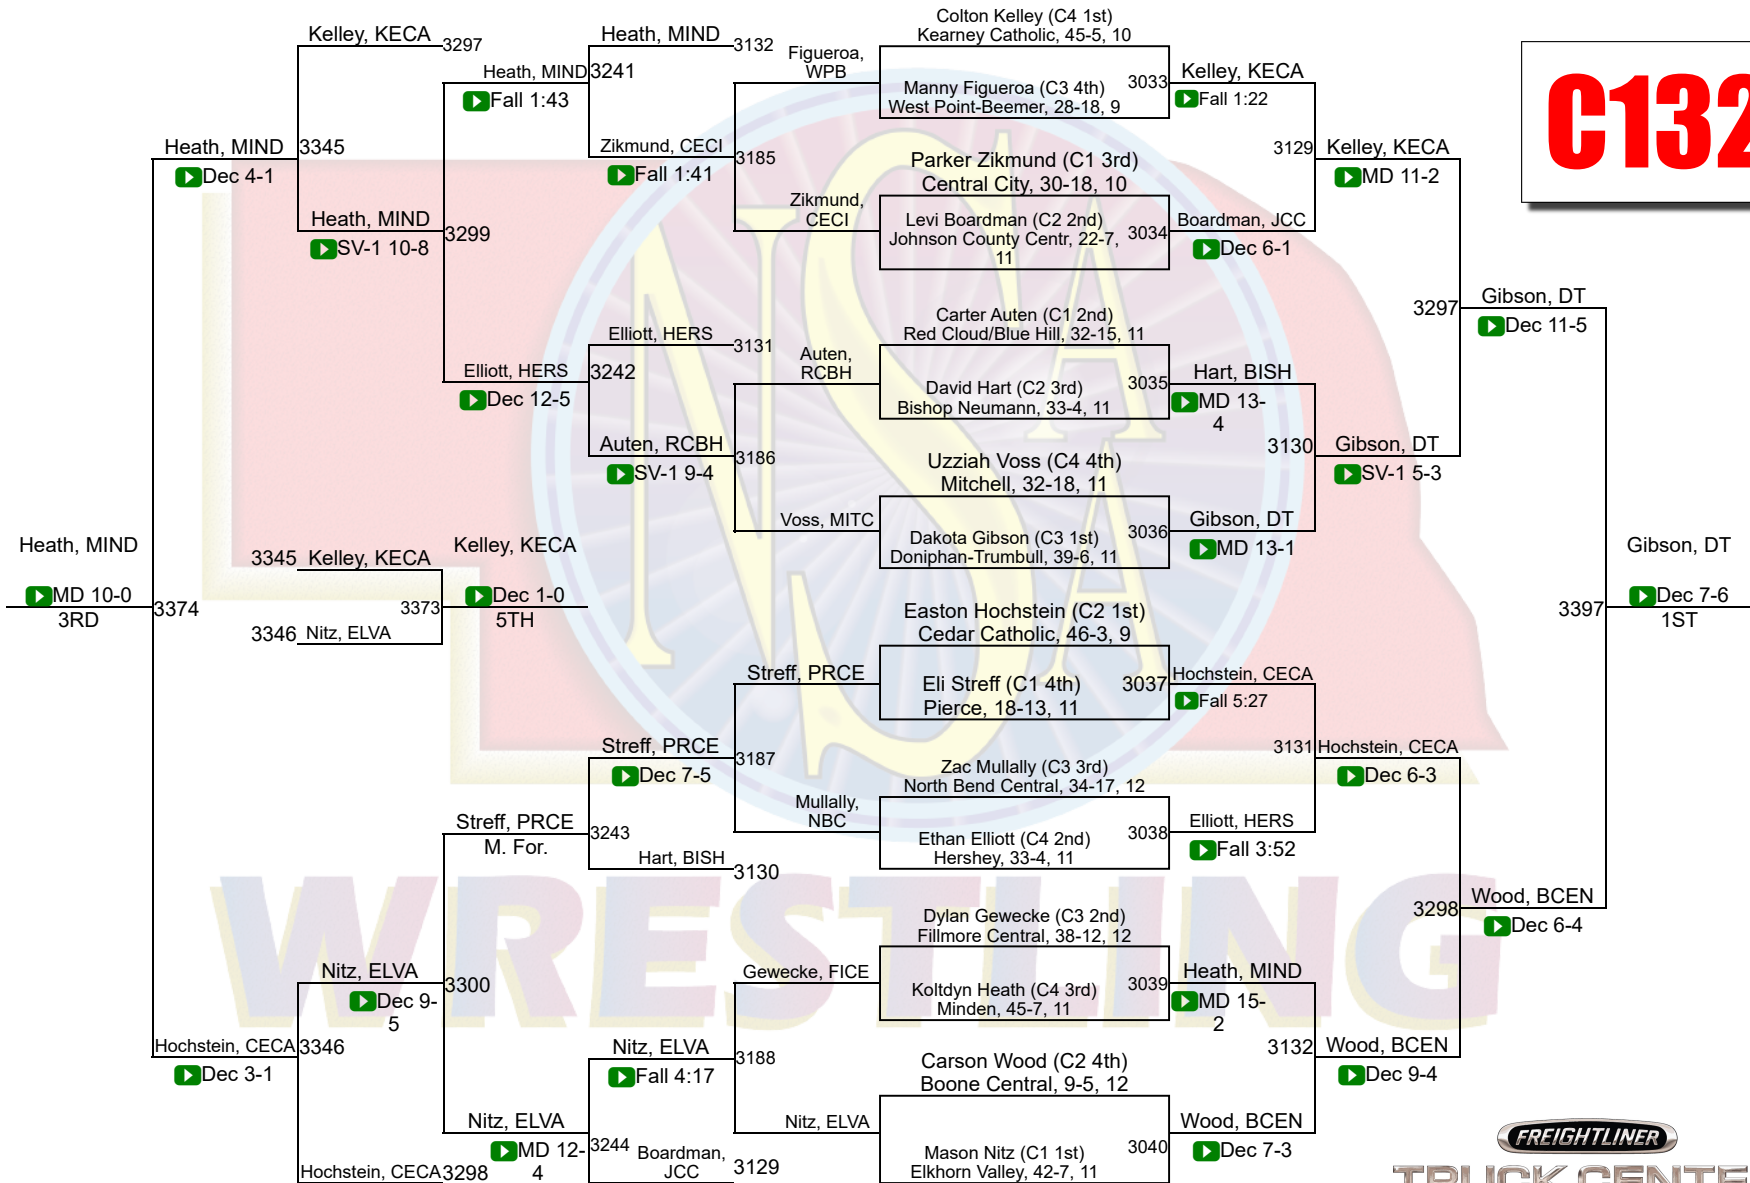 Colton Kelley (C4 1st)
Kearney Catholic, 45-5, 10
Kelley, KECA
3297
Heath, MIND
3132
Figueroa,
WPB
Heath, MIND
3241
Fall 1:43
Manny Figueroa (C3 4th)
West Point-Beemer, 28-18, 9
3033
Kelley, KECA
Fall 1:22
C132
Heath, MIND
3345
Dec 4-1
Zikmund, CECI
3185
Fall 1:41
Parker Zikmund (C1 3rd)
Central City, 30-18, 10
3129
Kelley, KECA
MD 11-2
Heath, MIND
3299
SV-1 10-8
Zikmund,
CECI
Levi Boardman (C2 2nd)
Johnson County Centr, 22-7,
11
3034
Boardman, JCC
Dec 6-1
3297
Gibson, DT
Dec 11-5
Elliott, HERS
3131
Auten,
RCBH
Carter Auten (C1 2nd)
Red Cloud/Blue Hill, 32-15, 11
Elliott, HERS
3242
Dec 12-5
David Hart (C2 3rd)
Bishop Neumann, 33-4, 11
3035
Hart, BISH
MD 13-
4
Auten, RCBH
3186
SV-1 9-4
Uzziah Voss (C4 4th)
Mitchell, 32-18, 11
3130
Gibson, DT
SV-1 5-3
Voss, MITC
Dakota Gibson (C3 1st)
Doniphan-Trumbull, 39-6, 11
3036
Gibson, DT
MD 13-1
Heath, MIND
MD 10-0
3RD
3374
3345
Kelley, KECA
3373
3346
Nitz, ELVA
Kelley, KECA
Dec 1-0
5TH
Gibson, DT
3397
Dec 7-6
1ST
NSAA
Easton Hochstein (C2 1st)
Cedar Catholic, 46-3, 9
Streff, PRCE
Eli Streff (C1 4th)
Pierce, 18-13, 11
3037
Hochstein, CECA
Fall 5:27
Streff, PRCE
3187
Dec 7-5
Zac Mullally (C3 3rd)
North Bend Central, 34-17, 12
3131
Hochstein, CECA
Dec 6-3
Mullally,
NBC
Streff, PRCE
3243
M. For.
Ethan Elliott (C4 2nd)
Hershey, 33-4, 11
3038
Elliott, HERS
Fall 3:52
Hart, BISH
3130
WRESTLING
3298
Wood, BCEN
Dec 6-4
Dylan Gewecke (C3 2nd)
Fillmore Central, 38-12, 12
Nitz, ELVA
3300
Dec 9-
5
Gewecke, FICE
Koltdyn Heath (C4 3rd)
Minden, 45-7, 11
3039
Heath, MIND
MD 15-
2
Hochstein, CECA
3346
Dec 3-1
Nitz, ELVA
3188
Fall 4:17
Carson Wood (C2 4th)
Boone Central, 9-5, 12
3132
Wood, BCEN
Dec 9-4
Nitz, ELVA
3244
MD 12-
4
Nitz, ELVA
Mason Nitz (C1 1st)
Elkhorn Valley, 42-7, 11
3040
Wood, BCEN
Dec 7-3
Boardman,
JCC
3129
Hochstein, CECA
3298
FREIGHTLINER
TRUCK CENTE